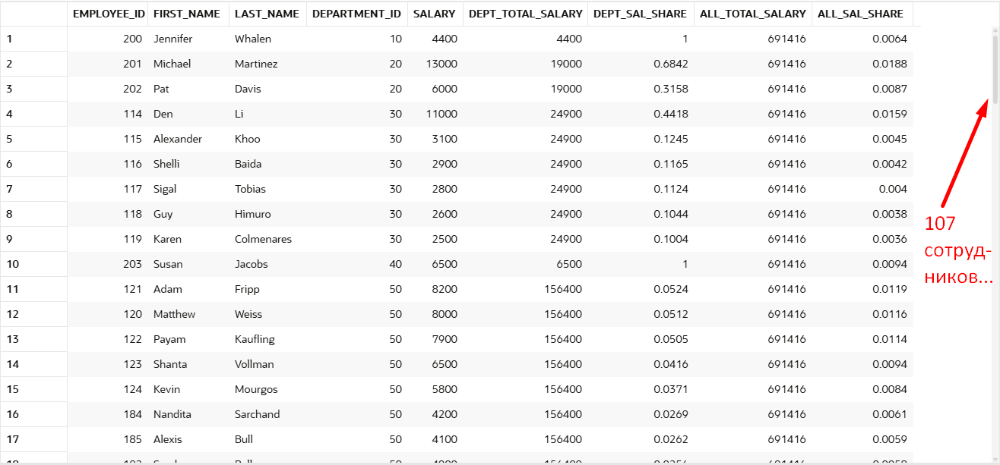 EMPLOYEE_ID FIRST_NAME LAST_NAME DEPARTMENT_ID SALARY DEPT_TOTAL_SALARY DEPT_SAL_SHARE ALL_TOTAL_SALARY ALL_SAL_SHARE
1 200 Jennifer Whalen 10 4400 4400 1 691416 0.0064
2 201 Michael Martinez 20 13000 19000 0.6842 691416 0.0188
3 202 Pat Davis 20 6000 19000 0.3158 691416 0.0087
4 114 Den Li 30 11000 24900 0.4418 691416 0.0159
5 115 Alexander Khoo 30 3100 24900 0.1245 691416 0.0045
6 116 Shelli Baida 30 2900 24900 0.1165 691416 0.0042
7 117 Sigal Tobias 30 2800 24900 0.1124 691416 0.004
8 118 Guy Himuro 30 2600 24900 0.1044 691416 0.0038
9 119 Karen Colmenares 30 2500 24900 0.1004 691416 0.0036
10 203 Susan Jacobs 40 6500 6500 1 691416 0.0094
11 121 Adam Fripp 50 8200 156400 0.0524 691416 0.0119
12 120 Matthew Weiss 50 8000 156400 0.0512 691416 0.0116
13 122 Payam Kaufling 50 7900 156400 0.0505 691416 0.0114
14 123 Shanta Vollman 50 6500 156400 0.0416 691416 0.0094
15 124 Kevin Mourgos 50 5800 156400 0.0371 691416 0.0084
16 184 Nandita Sarchand 50 4200 156400 0.0269 691416 0.0061
17 185 Alexis Bull 50 4100 156400 0.0262 691416 0.0059
107
сотруд-
ников...